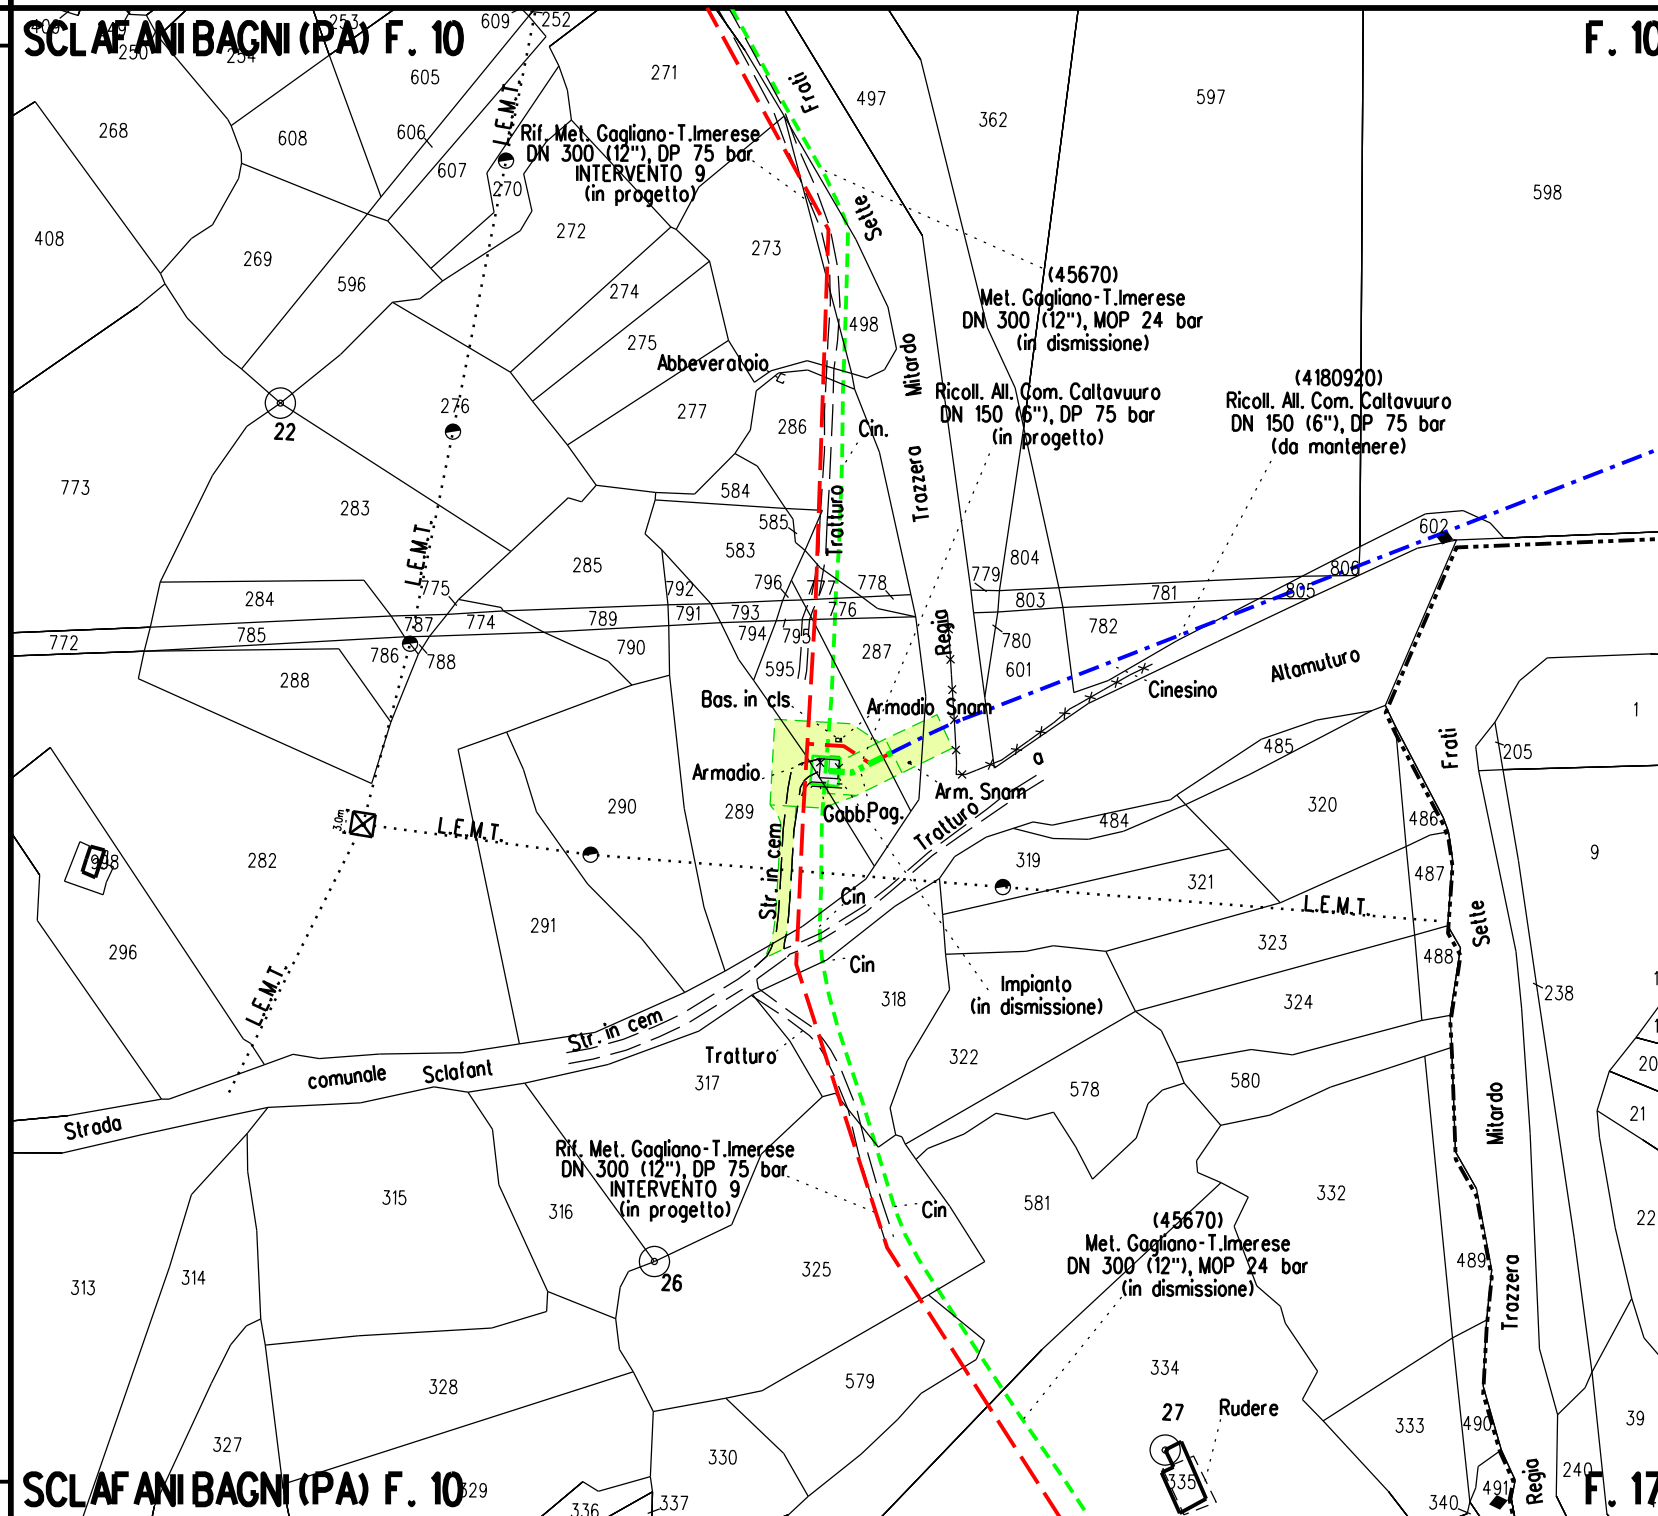 SCLAFANI BAGNI (PA) F. 10
F. 10
253
609
252
250
254
605
271
497
597
Frati
362
268
608
606
L.E.M.T.
Rif. Met. Gagliano-T.Imerese
DN 300 (12"), DP 75 bar
INTERVENTO 9
(in progetto)
607
270
598
408
269
272
273
Sette
596
274
(45670)
Met. Gagliano-T.Imerese
DN 300 (12"), MOP 24 bar
(in dismissione)
498
275
Abbeveratoio
Mitardo
(4180920)
Ricoll. All. Com. Caltavuuro
DN 150 (6"), DP 75 bar
(da mantenere)
Ricoll. All. Com. Caltavuuro
DN 150 (6"), DP 75 bar
(in progetto)
276
277
286
Cin.
22
773
283
584
585
Tratturo
Trazzera
602
L.E.M.T.
583
285
804
806
775
792
796
777
778
779
781
805
284
803
772
785
787
774
789
791
793
776
782
786
788
790
794
795
287
Regia
780
288
595
601
Altamuturo
Bas. in cls
Armadio Snam
Cinesino
1
485
Frati
205
Armadio
a
Arm. Snam
290
289
Gabb.
Pag.
320
3.0m
L.E.M.T.
Tratturo
484
486
998
282
Str. in cem
319
9
487
321
Cin
L.E.M.T.
291
Sette
296
323
488
Cin
L.E.M.T.
Impianto
(in dismissione)
318
324
238
Str. in cem
Tratturo
322
20
comunale
Sclafant
317
578
580
21
Strada
Mitardo
Rif. Met. Gagliano-T.Imerese
DN 300 (12"), DP 75 bar
INTERVENTO 9
(in progetto)
315
316
581
332
Cin
(45670)
Met. Gagliano-T.Imerese
DN 300 (12"), MOP 24 bar
(in dismissione)
22
313
314
26
325
489
Trazzera
334
328
579
27
Rudere
39
333
490
327
330
SCLAFANI BAGNI (PA) F. 10
329
335
491
Regia
240
F. 17
336
337
340